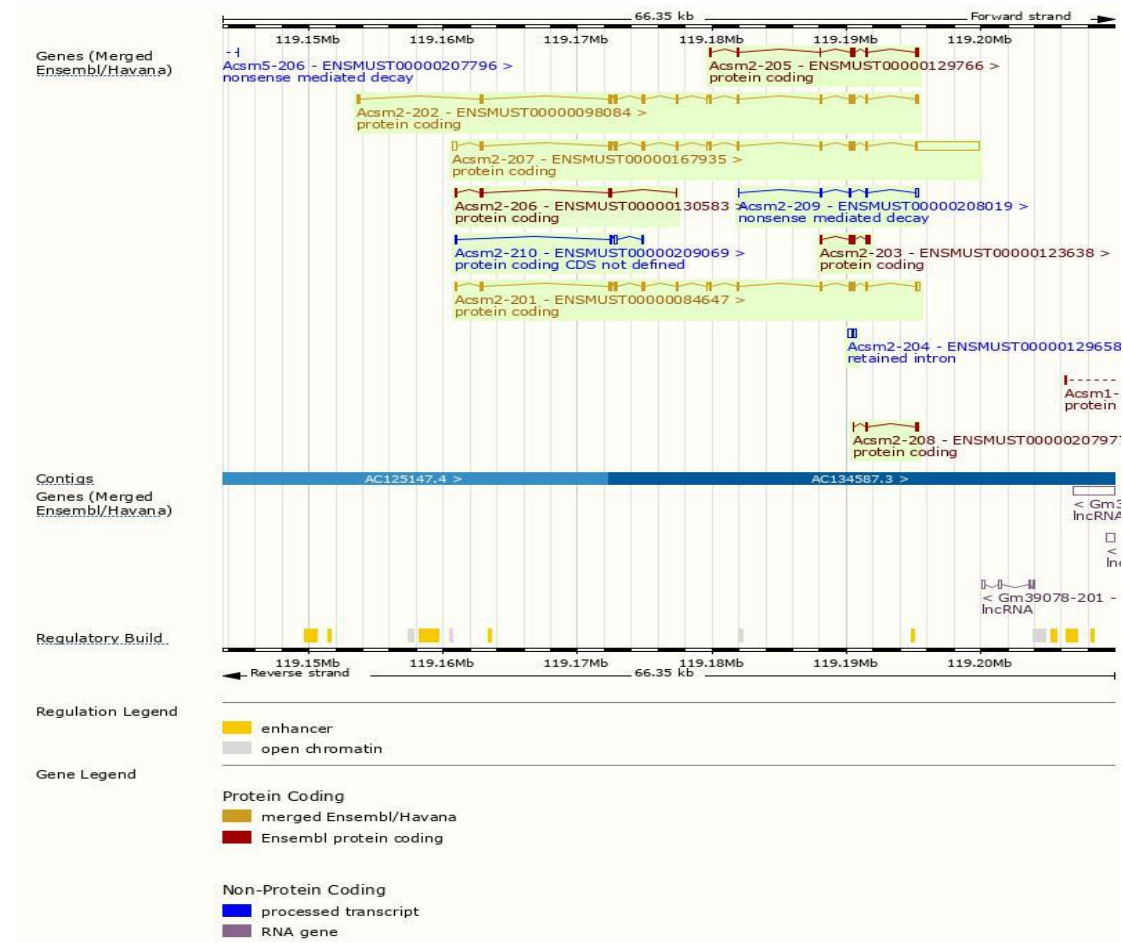 66.35 kb Forward strand
119.15Mb 119.16Mb 119.17Mb 119.18Mb 119.19Mb 119.20Mb
Genes (Merged
Ensembl/Havana)
Acsm5-206 - ENSMUST00000207796 >
nonsense mediated decay
Acsm2-205 - ENSMUST00000129766 >
protein coding
Acsm2-202 - ENSMUST00000098084 >
protein coding
Acsm2-207 - ENSMUST00000167935 >
protein coding
Acsm2-206 - ENSMUST00000130583 >
protein coding
Acsm2-209 - ENSMUST00000208019 >
nonsense mediated decay
Acsm2-210 - ENSMUST00000209069 >
protein coding CDS not defined
Acsm2-203 - ENSMUST00000123638 >
protein coding
Acsm2-201 - ENSMUST00000084647 >
protein coding
Acsm2-204 - ENSMUST00000129658
retained intron
Acsm1-
protein
Acsm2-208 - ENSMUST0000020797
protein coding
Contigs
AC125147.4 > AC134587.3 >
Genes (Merged
Ensembl/Havana)
< Gm3
lncRNA
<
< Gm39078-201 -
lncRNA
Regulatory Build
119.15Mb 119.16Mb 119.17Mb 119.18Mb 119.19Mb 119.20Mb
Reverse strand 66.35 kb
Regulation Legend
enhancer
open chromatin
Gene Legend
Protein Coding
merged Ensembl/Havana
Ensembl protein coding
Non-Protein Coding
processed transcript
RNA gene